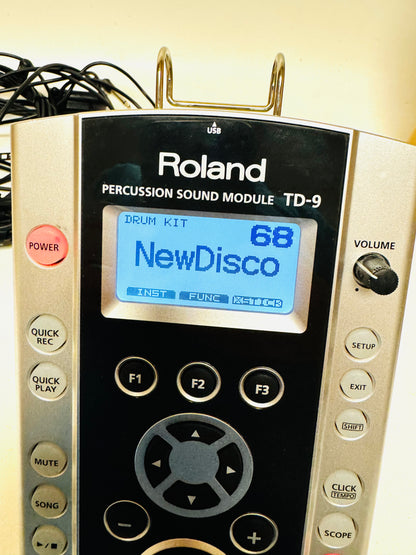 USB
Roland
PERCUSSION SOUND MODULE TD-9
DRUM KIT 68
NewDisco
INST FUNC XSTICK
POWER
VOLUME
QUICK REC
SETUP
QUICK PLAY
F1 F2 F3
EXIT
SHIFT
MUTE
CLICK
TEMPO
SONG
SCOPE
- +